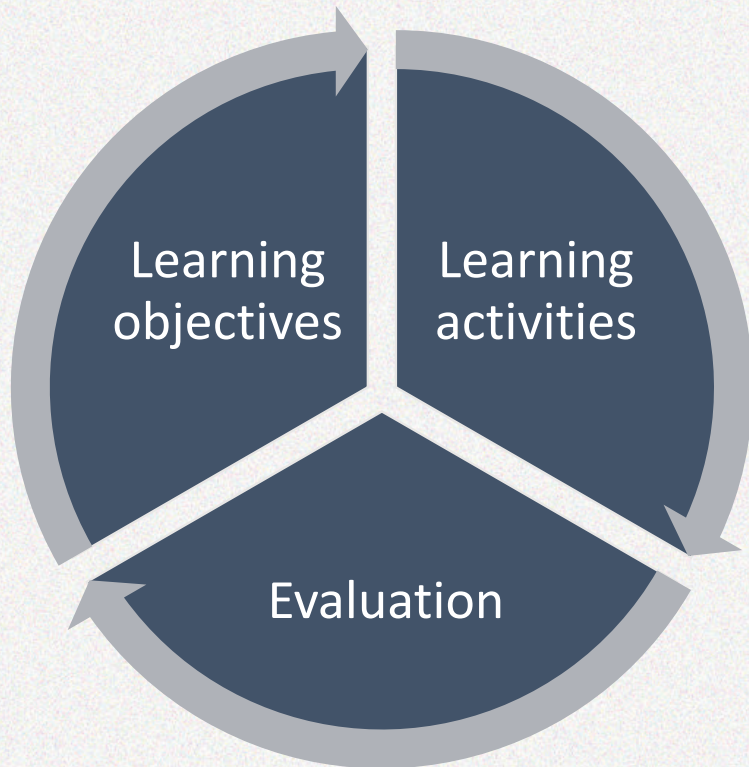 Learning
objectives
Learning
activities
Evaluation